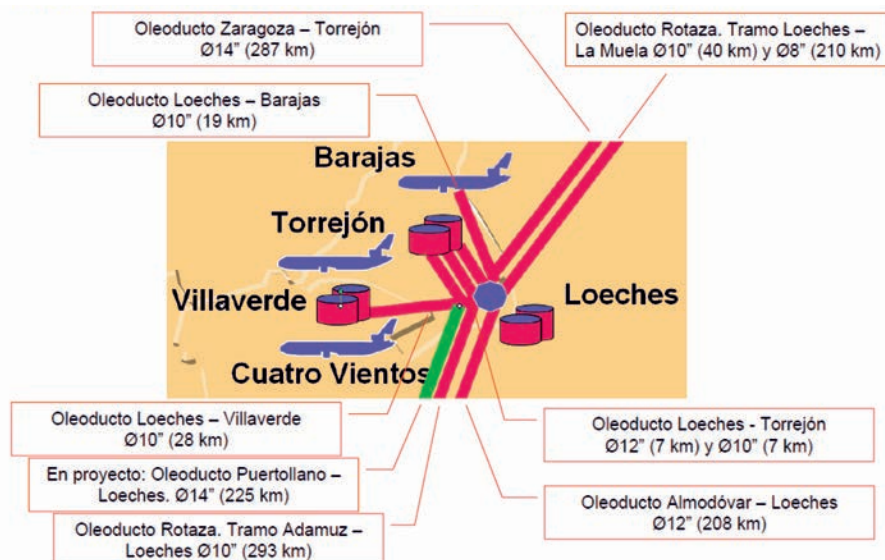 Oleoducto Zaragoza – Torrejón
Ø14” (287 km)
Oleoducto Rotaza. Tramo Loeches –
La Muela Ø10” (40 km) y Ø8” (210 km)
Oleoducto Loeches – Barajas
Ø10” (19 km)
Barajas
Torrejón
Villaverde
Loeches
Cuatro Vientos
Oleoducto Loeches – Villaverde
Ø10” (28 km)
Oleoducto Loeches - Torrejón
Ø12” (7 km) y Ø10” (7 km)
En proyecto: Oleoducto Puertollano –
Loeches. Ø14” (225 km)
Oleoducto Almodóvar – Loeches
Ø12” (208 km)
Oleoducto Rotaza. Tramo Adamuz –
Loeches Ø10” (293 km)